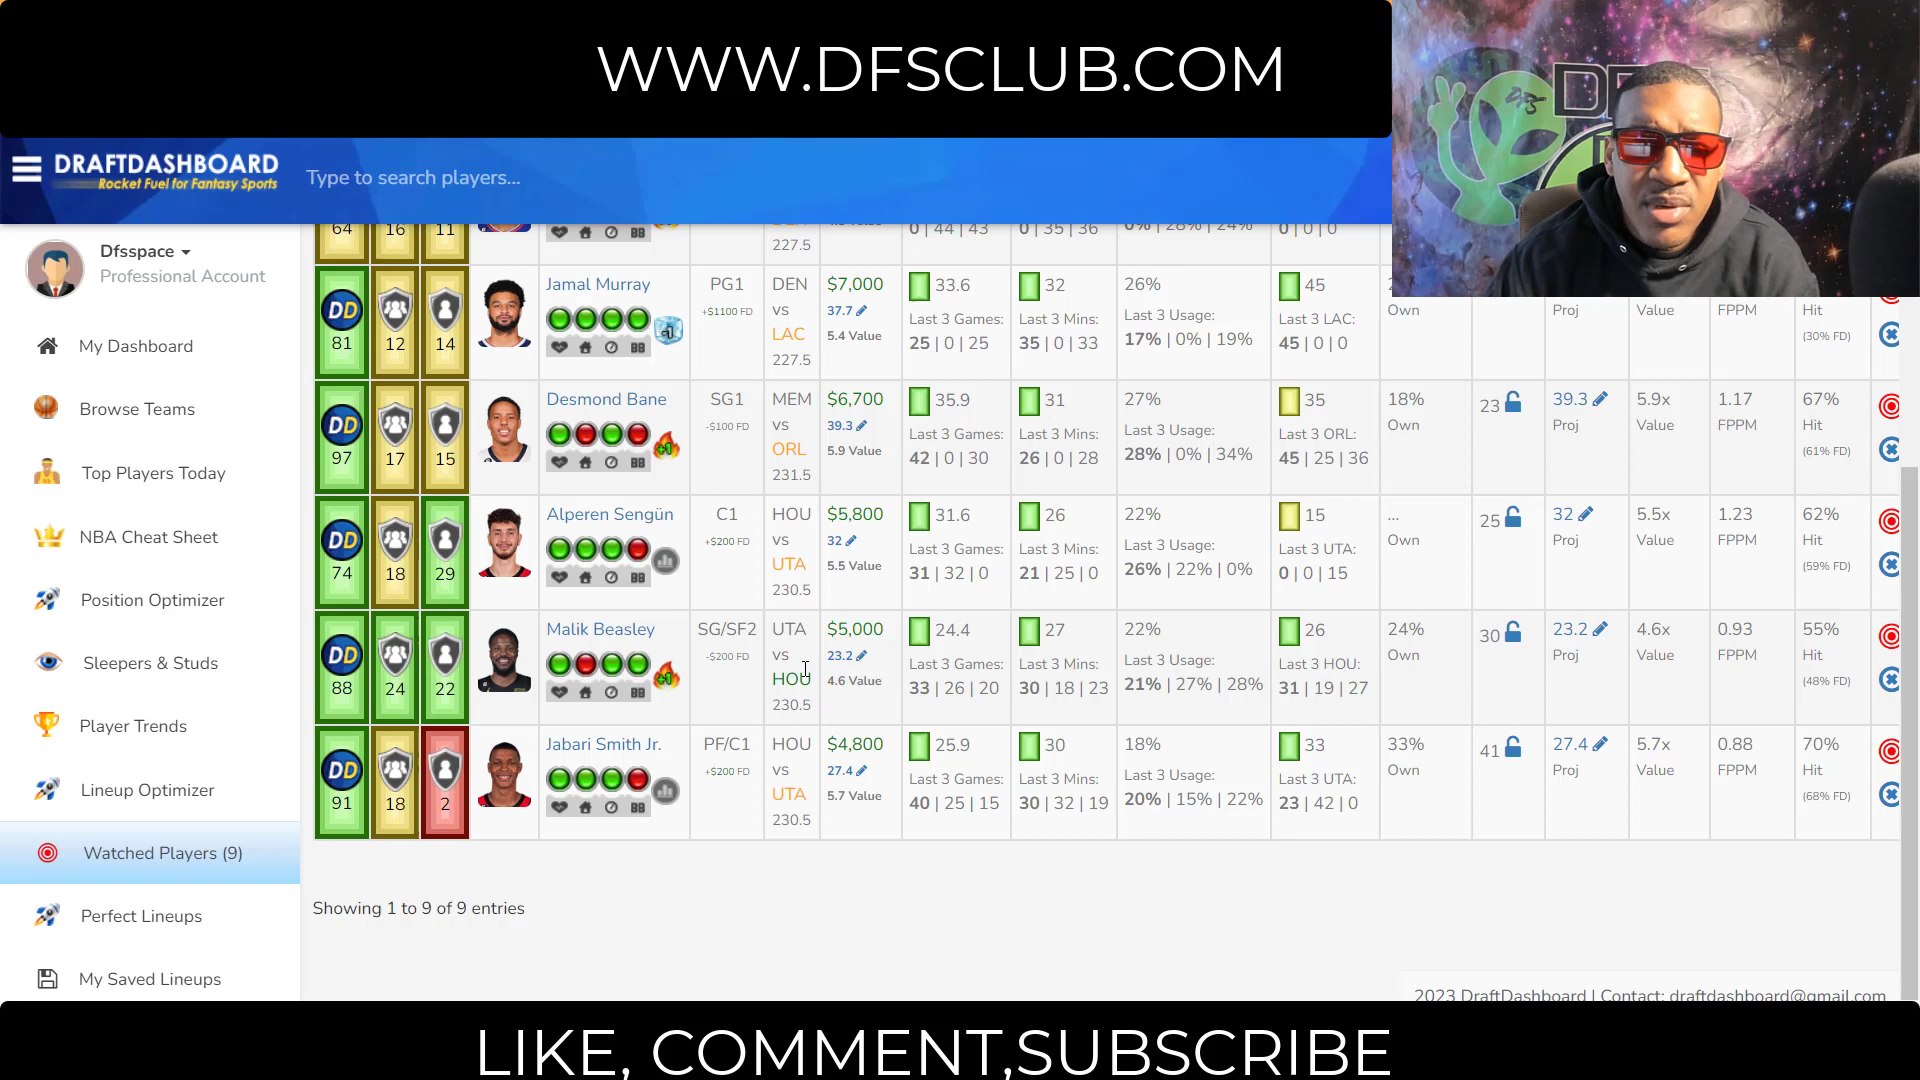 WWW.DFSCLUB.COM
DRAFTDASHBOARD
Rocket Fuel for Fantasy Sports
Type to search players...
Dfsspace
Professional Account
My Dashboard
Browse Teams
Top Players Today
NBA Cheat Sheet
Position Optimizer
Sleepers & Studs
Player Trends
Lineup Optimizer
Watched Players (9)
Perfect Lineups
My Saved Lineups
64 16 11 BB 227.5 0 | 44 | 43 0 | 35 | 36 0 | 0 | 0
DD Jamal Murray PG1 DEN $7,000 33.6 32 26% 45
+$1100 FD vs 37.7 Last 3 Games: Last 3 Mins: Last 3 Usage: Last 3 LAC: Own Proj Value FPPM Hit
81 12 14 BB LAC 5.4 Value 25 | 0 | 25 35 | 0 | 33 17% | 0% | 19% 45 | 0 | 0 (30% FD)
227.5
DD Desmond Bane SG1 MEM $6,700 35.9 31 27% 35 18% 23 39.3 5.9x 1.17 67%
-$100 FD vs 39.3 Last 3 Games: Last 3 Mins: Last 3 Usage: Last 3 ORL: Own Proj Value FPPM Hit
97 17 15 +1 BB ORL 5.9 Value 42 | 0 | 30 26 | 0 | 28 28% | 0% | 34% 45 | 25 | 36 (61% FD)
231.5
DD Alperen Sengün C1 HOU $5,800 31.6 26 22% 15 ... 25 32 5.5x 1.23 62%
+$200 FD vs 32 Last 3 Games: Last 3 Mins: Last 3 Usage: Last 3 UTA: Own Proj Value FPPM Hit
74 18 29 BB UTA 5.5 Value 31 | 32 | 0 21 | 25 | 0 26% | 22% | 0% 0 | 0 | 15 (59% FD)
230.5
DD Malik Beasley SG/SF2 UTA $5,000 24.4 27 22% 26 24% 30 23.2 4.6x 0.93 55%
-$200 FD vs 23.2 Last 3 Games: Last 3 Mins: Last 3 Usage: Last 3 HOU: Own Proj Value FPPM Hit
88 24 22 +1 BB HOU 4.6 Value 33 | 26 | 20 30 | 18 | 23 21% | 27% | 28% 31 | 19 | 27 (48% FD)
230.5
DD Jabari Smith Jr. PF/C1 HOU $4,800 25.9 30 18% 33 33% 41 27.4 5.7x 0.88 70%
+$200 FD vs 27.4 Last 3 Games: Last 3 Mins: Last 3 Usage: Last 3 UTA: Own Proj Value FPPM Hit
91 18 2 BB UTA 5.7 Value 40 | 25 | 15 30 | 32 | 19 20% | 15% | 22% 23 | 42 | 0 (68% FD)
230.5
Showing 1 to 9 of 9 entries
2023 DraftDashboard | Contact: draftdashboard@gmail.com
LIKE, COMMENT,SUBSCRIBE